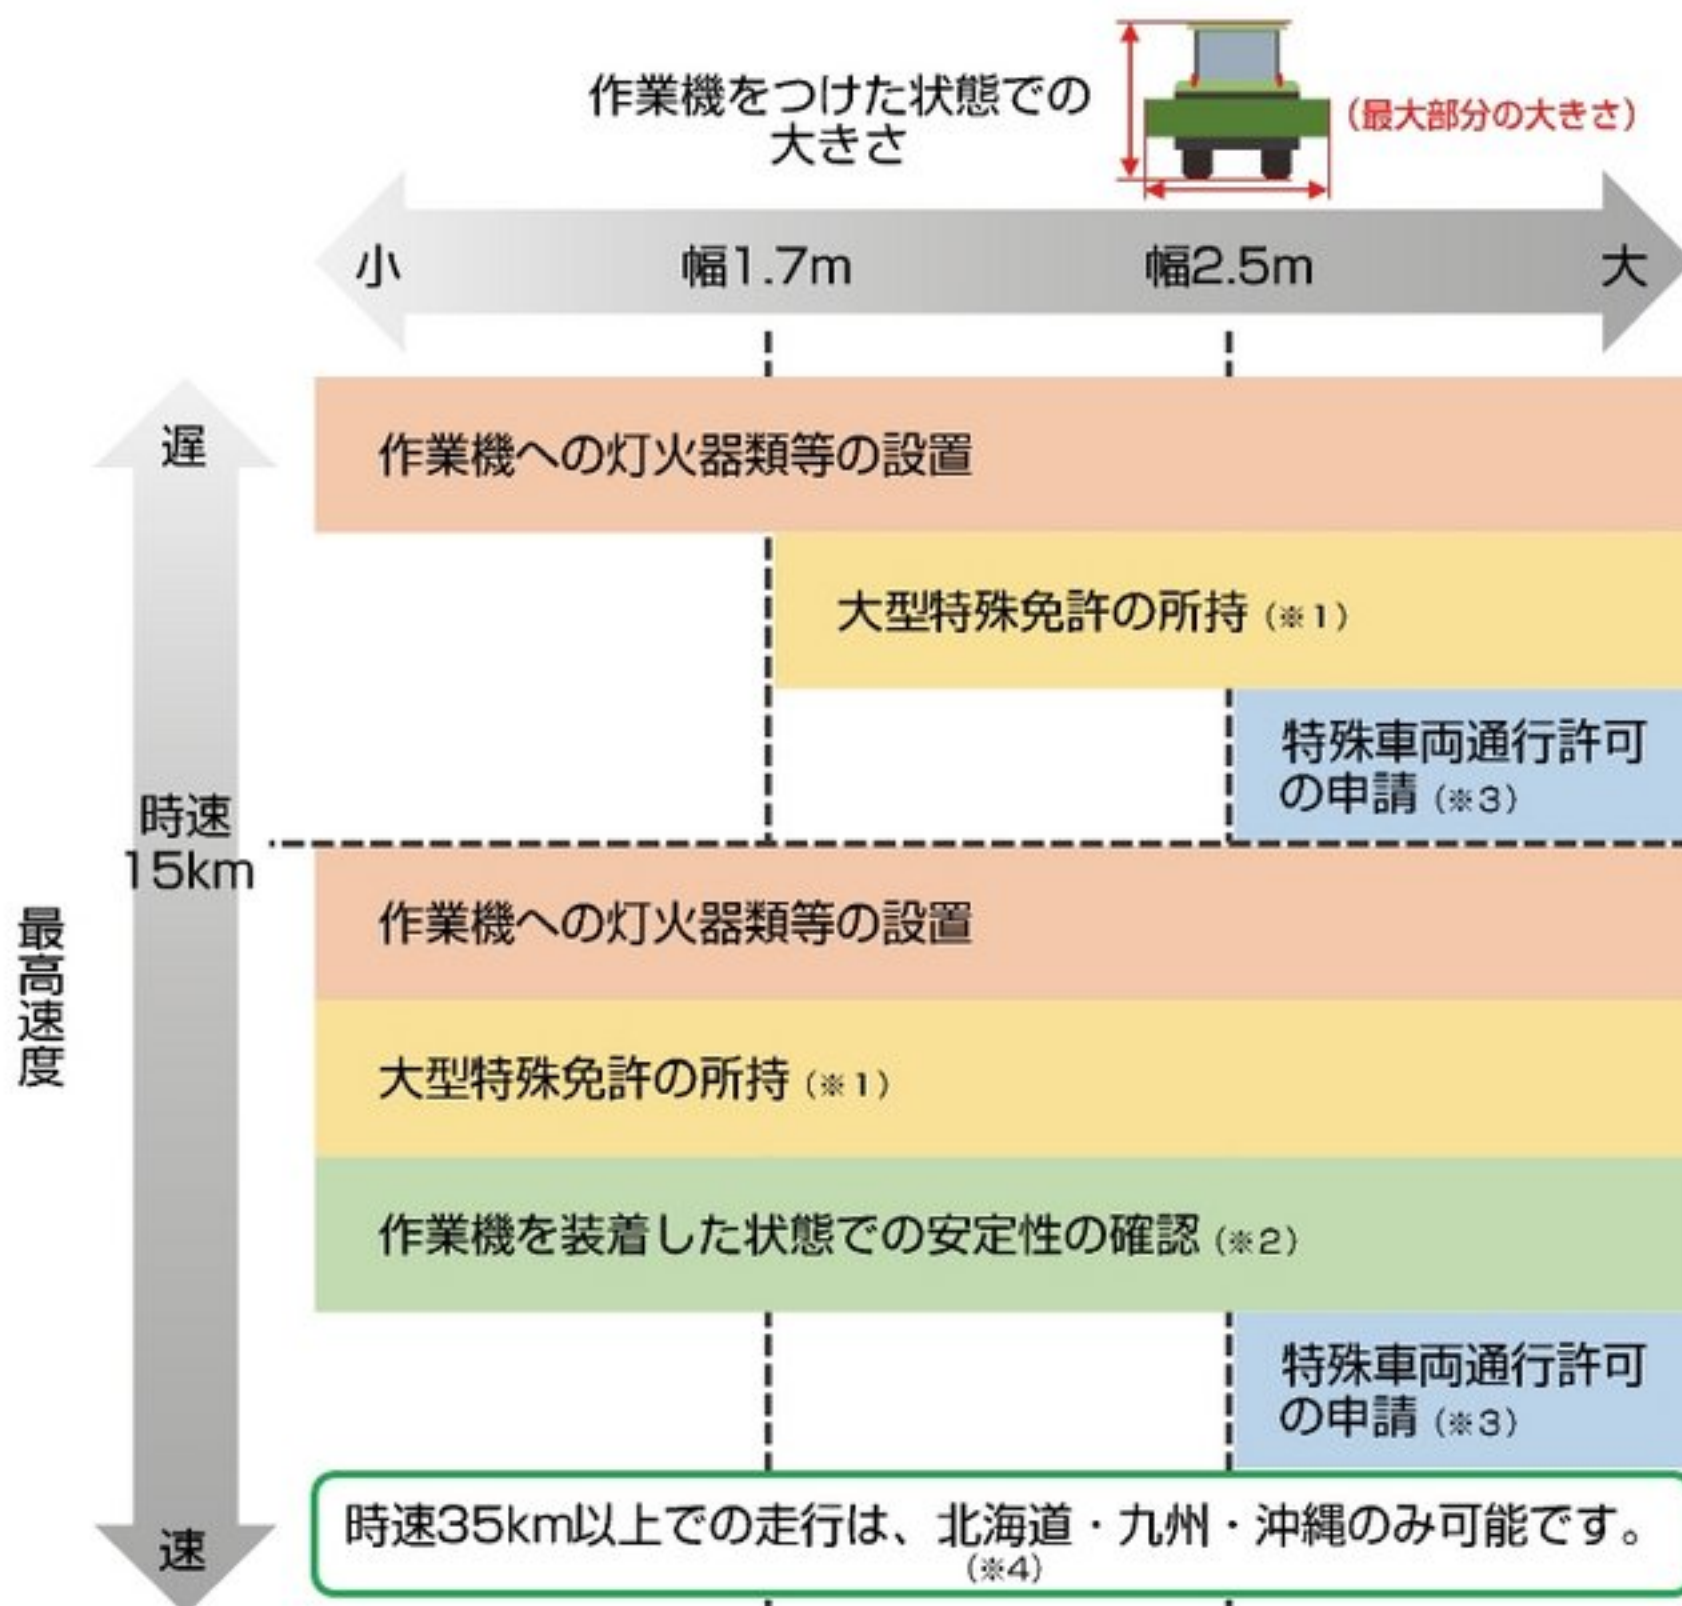 作業機をつけた状態での
大きさ
(最大部分の大きさ)
小 幅1.7m 幅2.5m 大
遅
作業機への灯火器類等の設置
大型特殊免許の所持(※1)
特殊車両通行許可
の申請(※3)
時速
15km
最高速度
作業機への灯火器類等の設置
大型特殊免許の所持(※1)
作業機を装着した状態での安定性の確認(※2)
特殊車両通行許可
の申請(※3)
速
時速35km以上での走行は、北海道・九州・沖縄のみ可能です。
(※4)